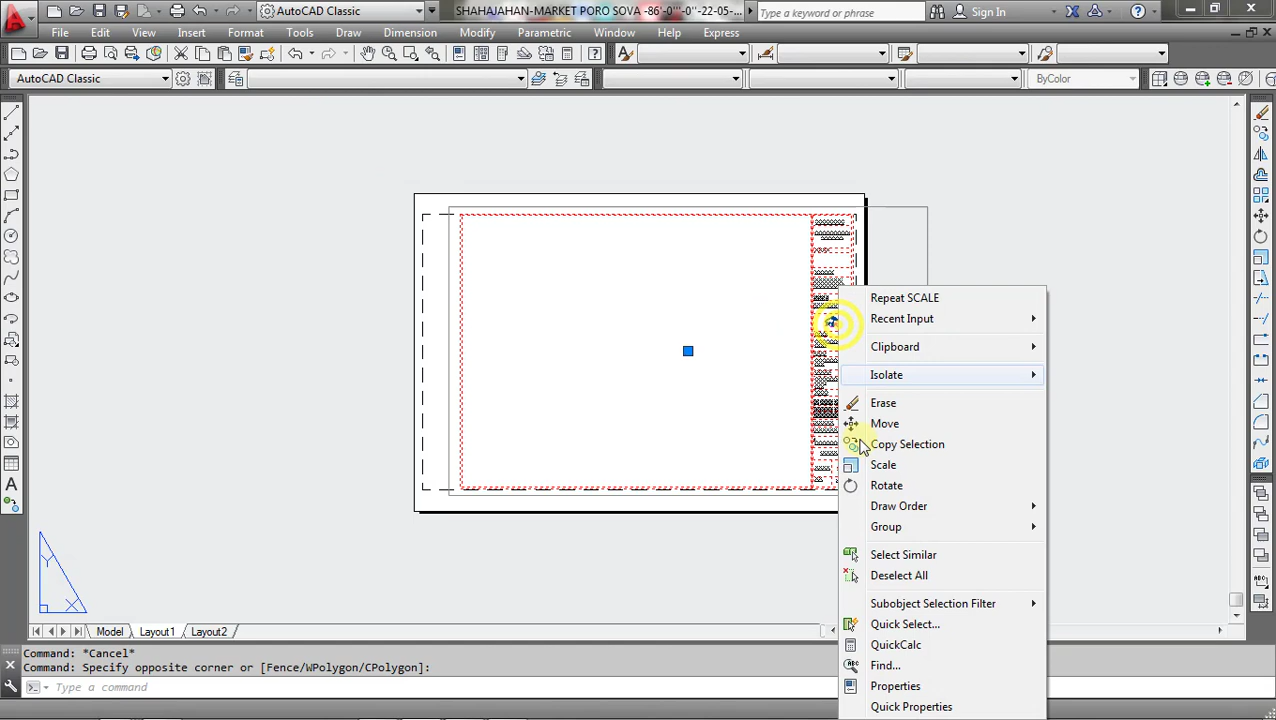 AutoCAD Classic
SHAHAJAHAN-MARKET PORO SOVA -86'-0"-0"-22-05-...
Type a keyword or phrase
Sign In
File Edit View Insert Format Tools Draw Dimension Modify Parametric Window Help Express
AutoCAD Classic
ByColor
Repeat SCALE
Recent Input
Clipboard
Isolate
Erase
Move
Copy Selection
Scale
Rotate
Draw Order
Group
Select Similar
Deselect All
Subobject Selection Filter
Quick Select...
QuickCalc
Find...
Properties
Quick Properties
Y
X
Model Layout1 Layout2
Command: *Cancel*
Command: Specify opposite corner or [Fence/WPolygon/CPolygon]:
Type a command